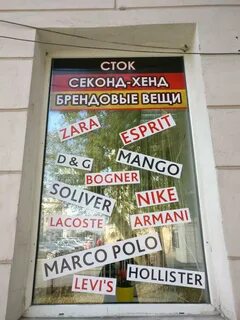 СТОК
СЕКОНД-ХЕНД
БРЕНДОВЫЕ ВЕЩИ
ZARA
ESPRIT
D&G
MANGO
BOGNER
SOLIVER
NIKE
LACOSTE
ARMANI
MARCO POLO
LEVI'S
HOLLISTER